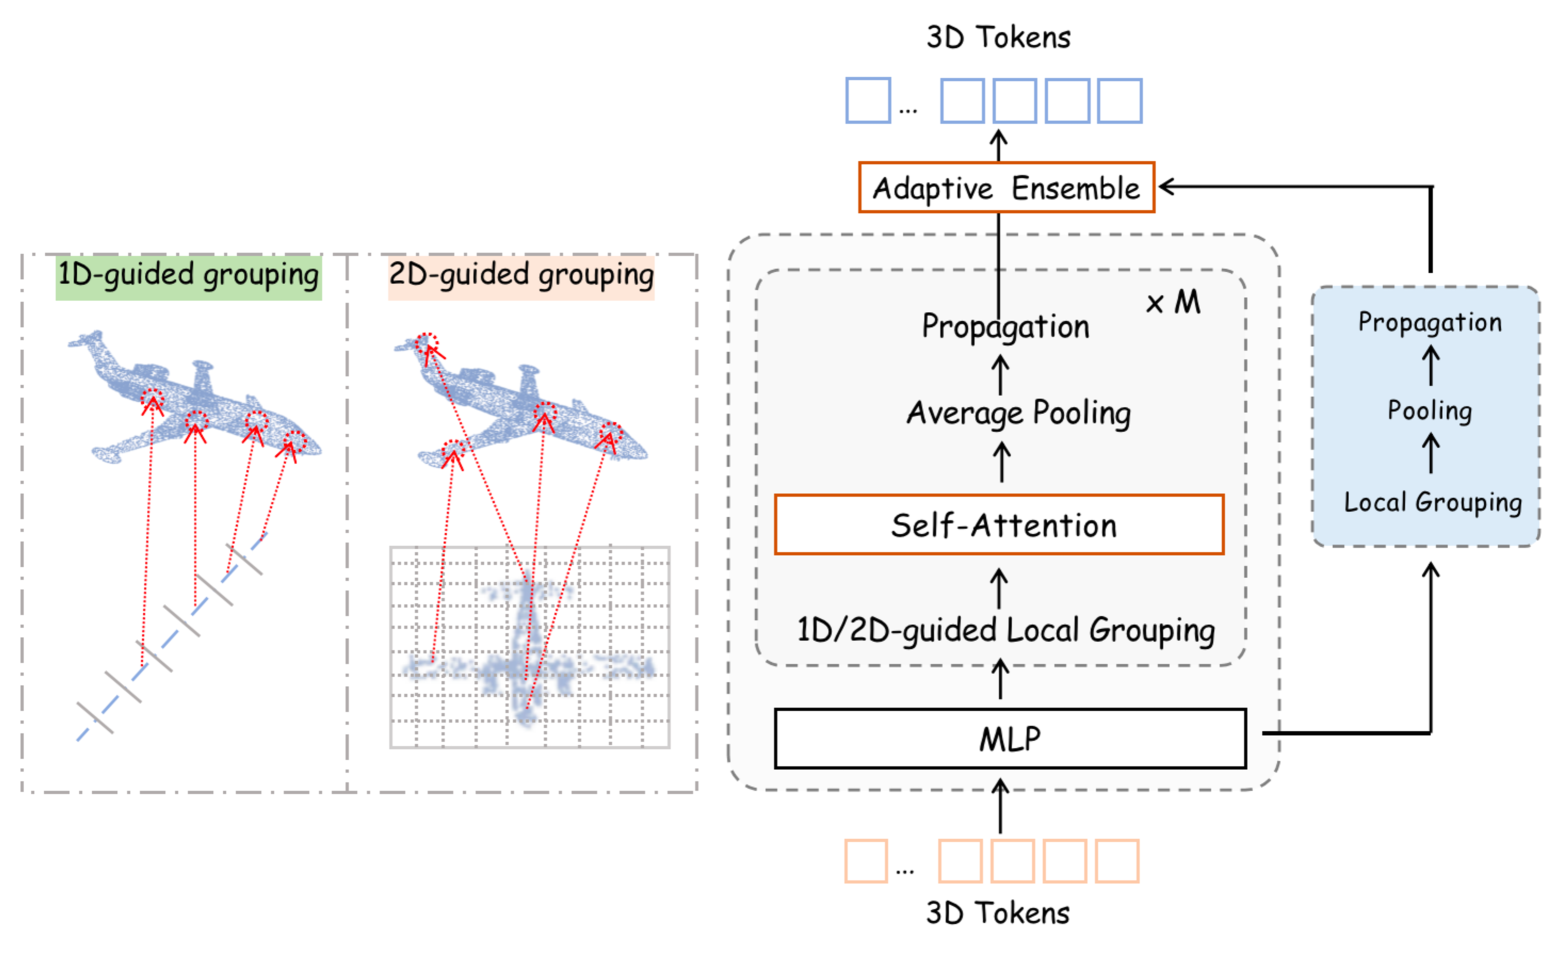 3D Tokens
...
Adaptive Ensemble
1D-guided grouping
2D-guided grouping
x M
Propagation
Average Pooling
Self-Attention
1D/2D-guided Local Grouping
MLP
Propagation
Pooling
Local Grouping
...
3D Tokens